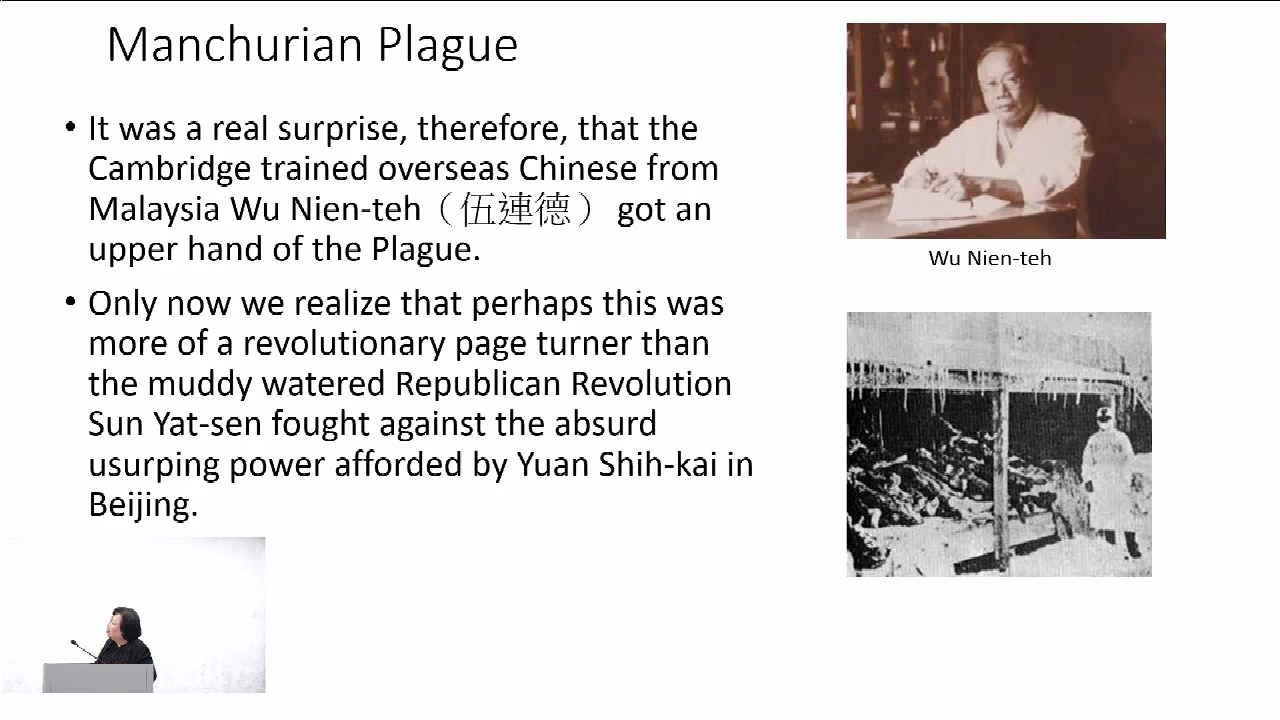 Manchurian Plague
• It was a real surprise, therefore, that the
Cambridge trained overseas Chinese from
Malaysia Wu Nien-teh（伍連德） got an
upper hand of the Plague.
• Only now we realize that perhaps this was
more of a revolutionary page turner than
the muddy watered Republican Revolution
Sun Yat-sen fought against the absurd
usurping power afforded by Yuan Shih-kai in
Beijing.
Wu Nien-teh